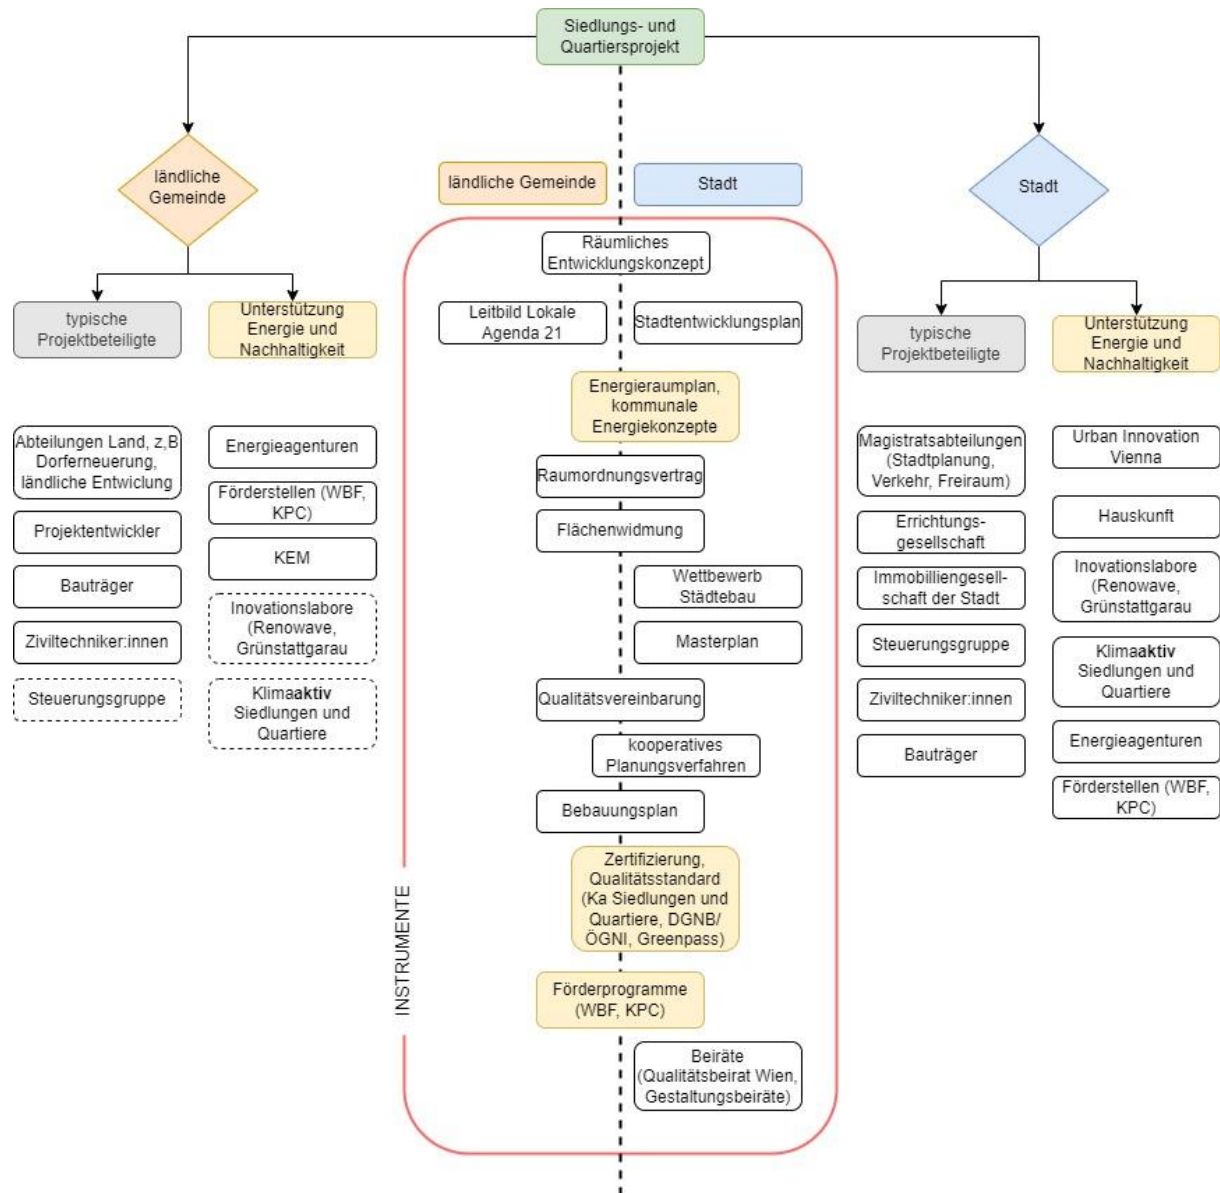 Siedlungs- und
Quartiersprojekt
ländliche
Gemeinde
typische
Projektbeteiligte
Unterstützung
Energie und
Nachhaltigkeit
Abteilungen Land, z,B
Dorferneuerung,
ländliche Entwiclung
Projektentwickler
Bauträger
Ziviltechniker:innen
Steuerungsgruppe
Energieagenturen
Förderstellen (WBF,
KPC)
KEM
Inovationslabore
(Renowave,
Grünstattgarau
Klimaaktiv
Siedlungen und
Quartiere
ländliche Gemeinde
Stadt
Räumliches
Entwicklungskonzept
Leitbild Lokale
Agenda 21
Stadtentwicklungsplan
Energieraumplan,
kommunale
Energiekonzepte
Raumordnungsvertrag
Flächenwidmung
Wettbewerb
Städtebau
Masterplan
Qualitätsvereinbarung
kooperatives
Planungsverfahren
Bebauungsplan
Zertifizierung,
Qualitätsstandard
(Ka Siedlungen und
Quartiere, DGNB/
ÖGNI, Greenpass)
Förderprogramme
(WBF, KPC)
Beiräte
(Qualitätsbeirat Wien,
Gestaltungsbeiräte)
INSTRUMENTE
Stadt
typische
Projektbeteiligte
Unterstützung
Energie und
Nachhaltigkeit
Magistratsabteilungen
(Stadtplanung,
Verkehr, Freiraum)
Errichtungs-
gesellschaft
Immobilliengesell-
schaft der Stadt
Steuerungsgruppe
Ziviltechniker:innen
Bauträger
Urban Innovation
Vienna
Hauskunft
Inovationslabore
(Renowave,
Grünstattgarau
Klimaaktiv
Siedlungen und
Quartiere
Energieagenturen
Förderstellen (WBF,
KPC)